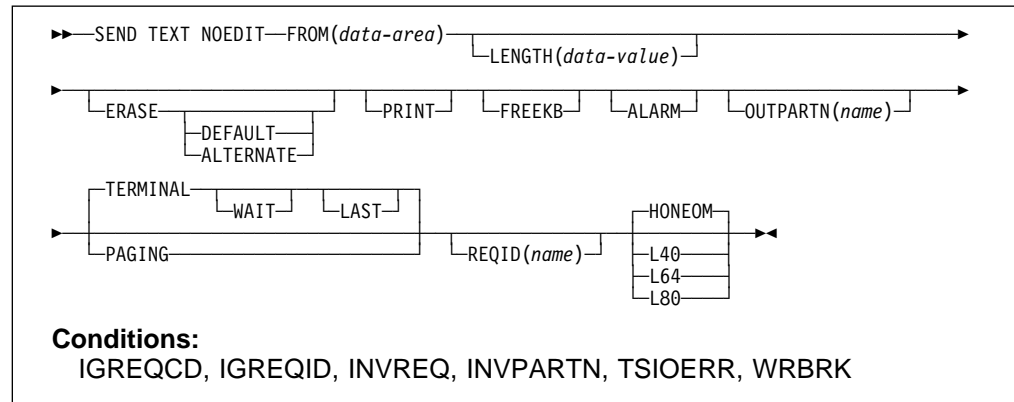 SEND TEXT NOEDIT FROM(data-area)
LENGTH(data-value)
ERASE PRINT FREEKB ALARM OUTPARTN(name)
DEFAULT
ALTERNATE
TERMINAL HONEOM
WAIT LAST
PAGING REQID(name) L40
L64
L80
Conditions:
IGREQCD, IGREQID, INVREQ, INVPARTN, TSIOERR, WRBRK